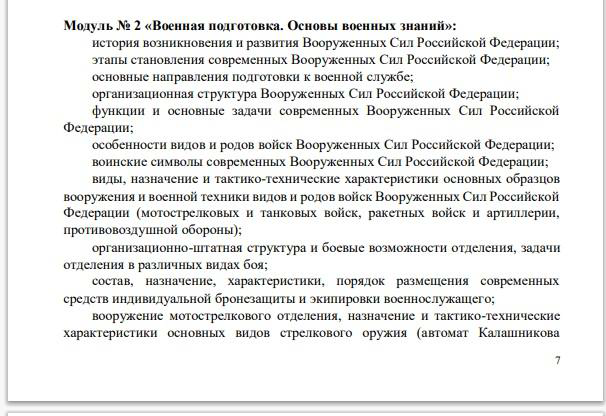 Модуль № 2 «Военная подготовка. Основы военных знаний»:
история возникновения и развития Вооруженных Сил Российской Федерации;
этапы становления современных Вооруженных Сил Российской Федерации;
основные направления подготовки к военной службе;
организационная структура Вооруженных Сил Российской Федерации;
функции и основные задачи современных Вооруженных Сил Российской
Федерации;
особенности видов и родов войск Вооруженных Сил Российской Федерации;
воинские символы современных Вооруженных Сил Российской Федерации;
виды, назначение и тактико-технические характеристики основных образцов
вооружения и военной техники видов и родов войск Вооруженных Сил Российской
Федерации (мотострелковых и танковых войск, ракетных войск и артиллерии,
противовоздушной обороны);
организационно-штатная структура и боевые возможности отделения, задачи
отделения в различных видах боя;
состав, назначение, характеристики, порядок размещения современных
средств индивидуальной бронезащиты и экипировки военнослужащего;
вооружение мотострелкового отделения, назначение и тактико-технические
характеристики основных видов стрелкового оружия (автомат Калашникова
7